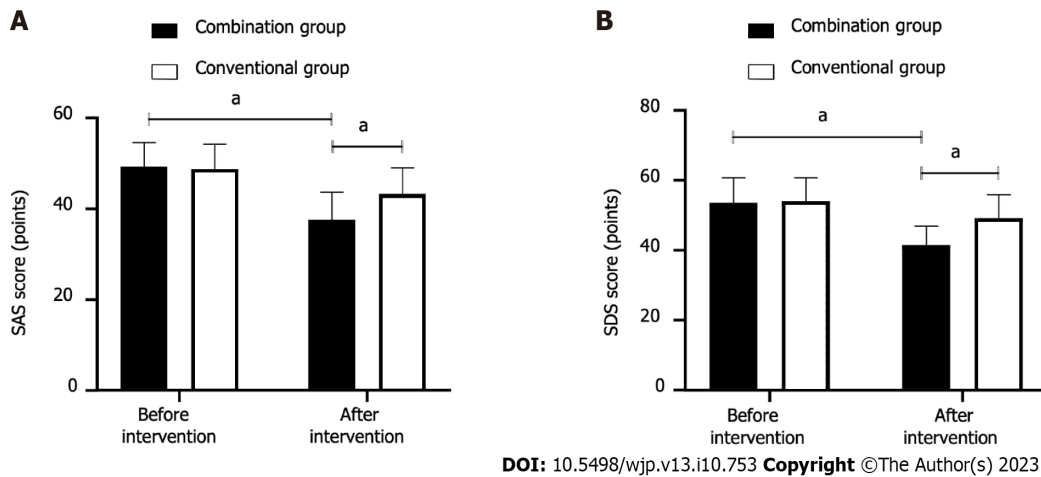 A
Combination group
Conventional group
a
a
60
40
20
0
SAS score (points)
Before
intervention
After
intervention
B
Combination group
Conventional group
a
a
80
60
40
20
0
SDS score (points)
Before
intervention
After
intervention
DOI: 10.5498/wjp.v13.i10.753 Copyright ©The Author(s) 2023